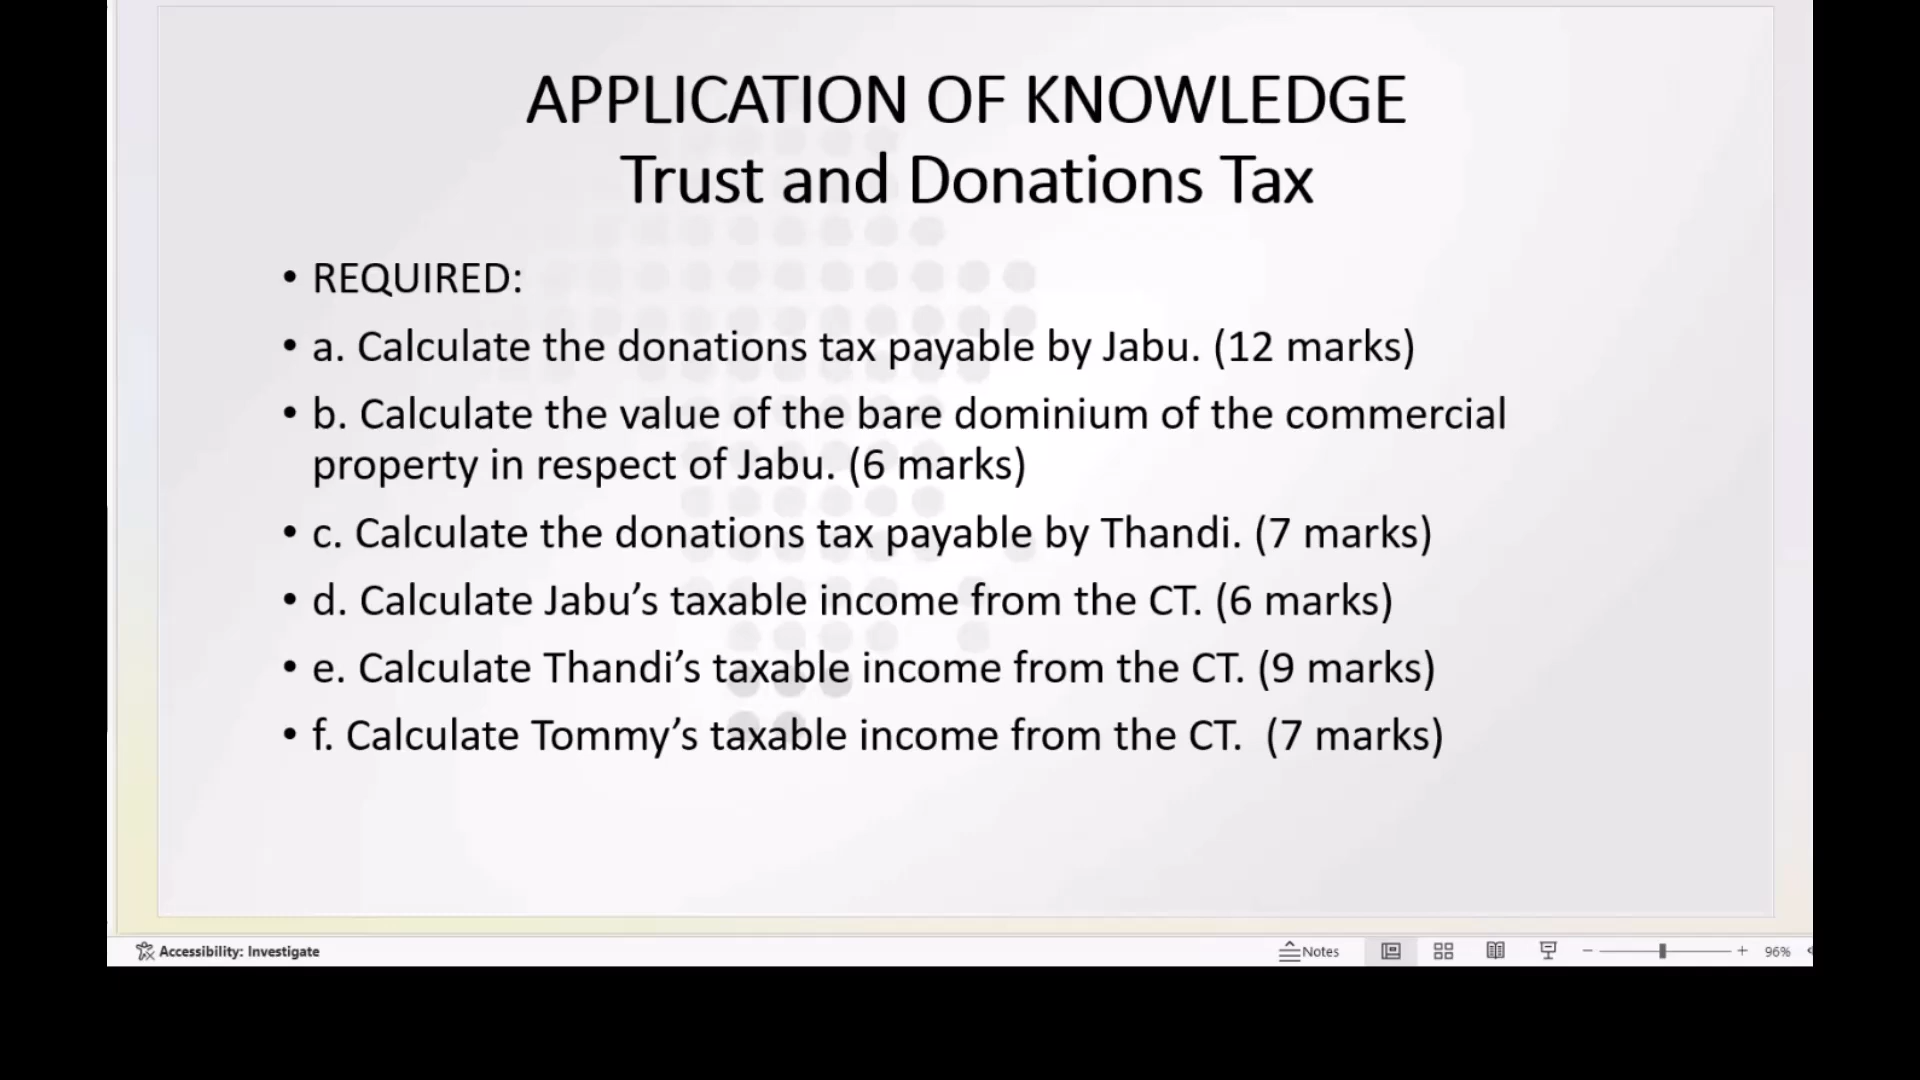 APPLICATION OF KNOWLEDGE
Trust and Donations Tax
• REQUIRED:
• a. Calculate the donations tax payable by Jabu. (12 marks)
• b. Calculate the value of the bare dominium of the commercial
property in respect of Jabu. (6 marks)
• c. Calculate the donations tax payable by Thandi. (7 marks)
• d. Calculate Jabu’s taxable income from the CT. (6 marks)
• e. Calculate Thandi’s taxable income from the CT. (9 marks)
• f. Calculate Tommy’s taxable income from the CT.  (7 marks)
Accessibility: Investigate
Notes
96%